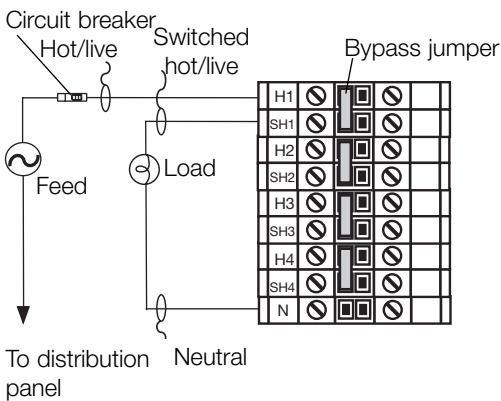 Circuit breaker
Hot/live
Switched
hot/live
Bypass jumper
H1
SH1
H2
SH2
H3
SH3
H4
SH4
N
Load
Feed
To distribution
panel
Neutral